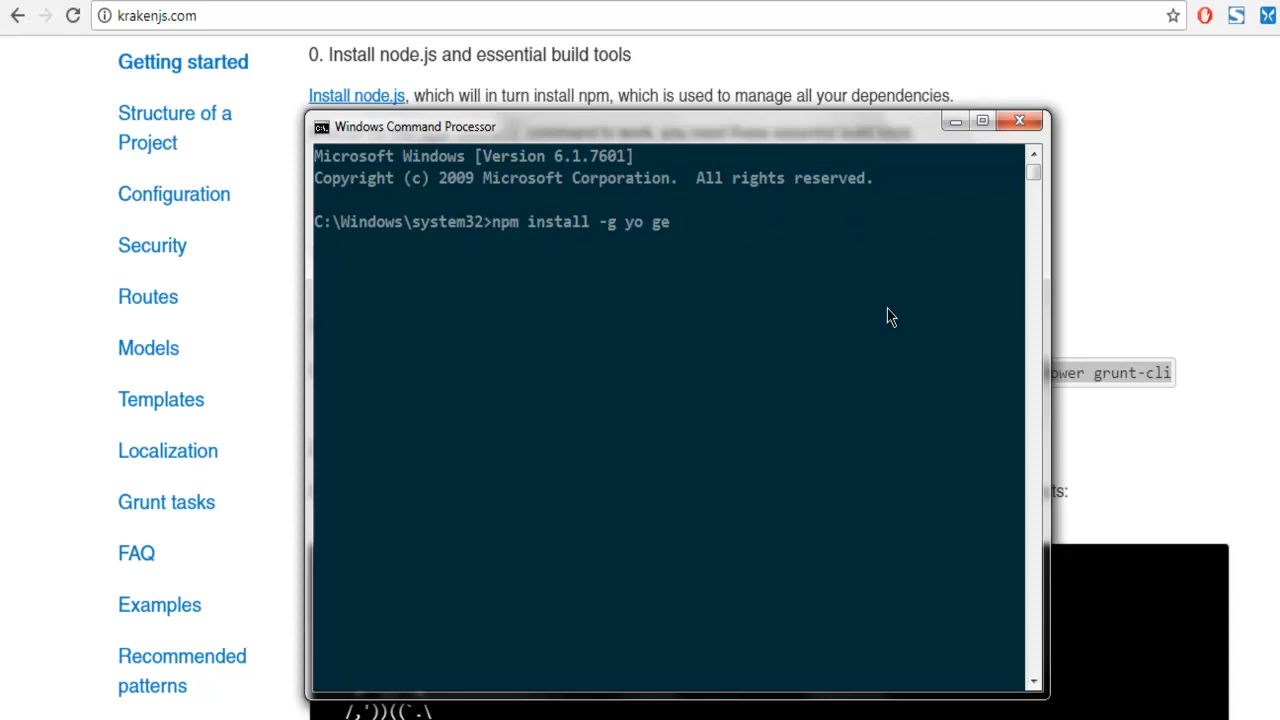 krakenjs.com
Getting started
Structure of a
Project
Configuration
Security
Routes
Models
Templates
Localization
Grunt tasks
FAQ
Examples
Recommended
patterns
0. Install node.js and essential build tools
Install node.js, which will in turn install npm, which is used to manage all your dependencies.
Windows Command Processor
Microsoft Windows [Version 6.1.7601]
Copyright (c) 2009 Microsoft Corporation.  All rights reserved.
C:\Windows\system32>npm install -g yo ge
ower grunt-cli
ts:
/,'))((`.\